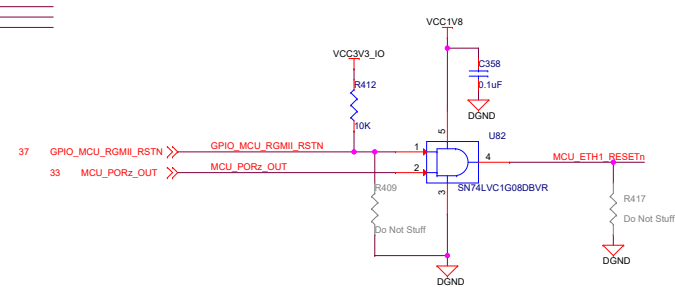 VCC1V8
VCC3V3_IO
C358
R412
0.1uF
DGND
10K
5
U82
37 GPIO_MCU_RGMII_RSTN GPIO_MCU_RGMII_RSTN 1
4 MCU_ETH1_RESETn
33 MCU_PORz_OUT MCU_PORz_OUT 2
R409
3
SN74LVC1G08DBVR
R417
Do Not Stuff
Do Not Stuff
DGND
DGND